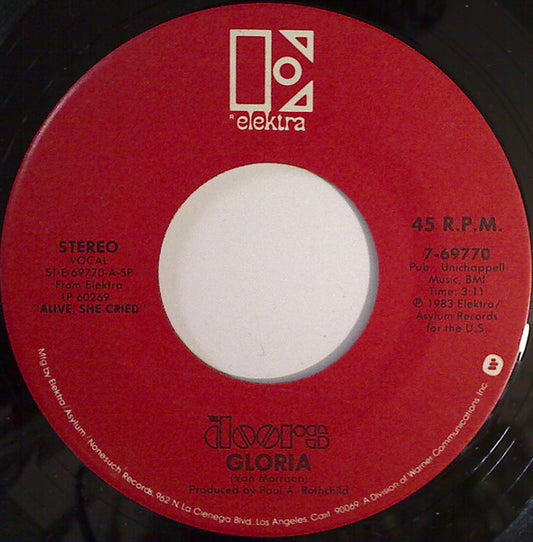 R elektra
STEREO
VOCAL
ST-E-69770-A-SP
From Elektra
LP 60269
"ALIVE, SHE CRIED"
45 R.P.M.
7-69770
Pub., Unichappell
Music, BMI
Time: 3:11
℗ 1983 Elektra/
Asylum Records
for the U.S.
doors
GLORIA
(Van Morrison)
Produced by Paul A. Rothchild
Mfg by Elektra/Asylum/Nonesuch Records, 962 N. La Cienega Blvd. Los Angeles, Calif. 90069 · A Division of Warner Communications Inc.